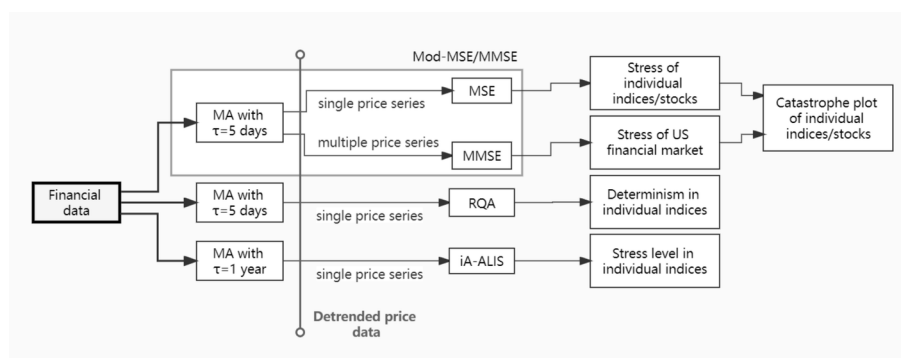 Mod-MSE/MMSE
Financial
data
MA with
τ=5 days
single price series
MSE
Stress of
individual
indices/stocks
multiple price series
MMSE
Stress of US
financial market
Catastrophe plot
of individual
indices/stocks
MA with
τ=5 days
single price series
RQA
Determinism in
individual indices
MA with
τ=1 year
single price series
iA-ALIS
Stress level in
individual indices
Detrended price
data